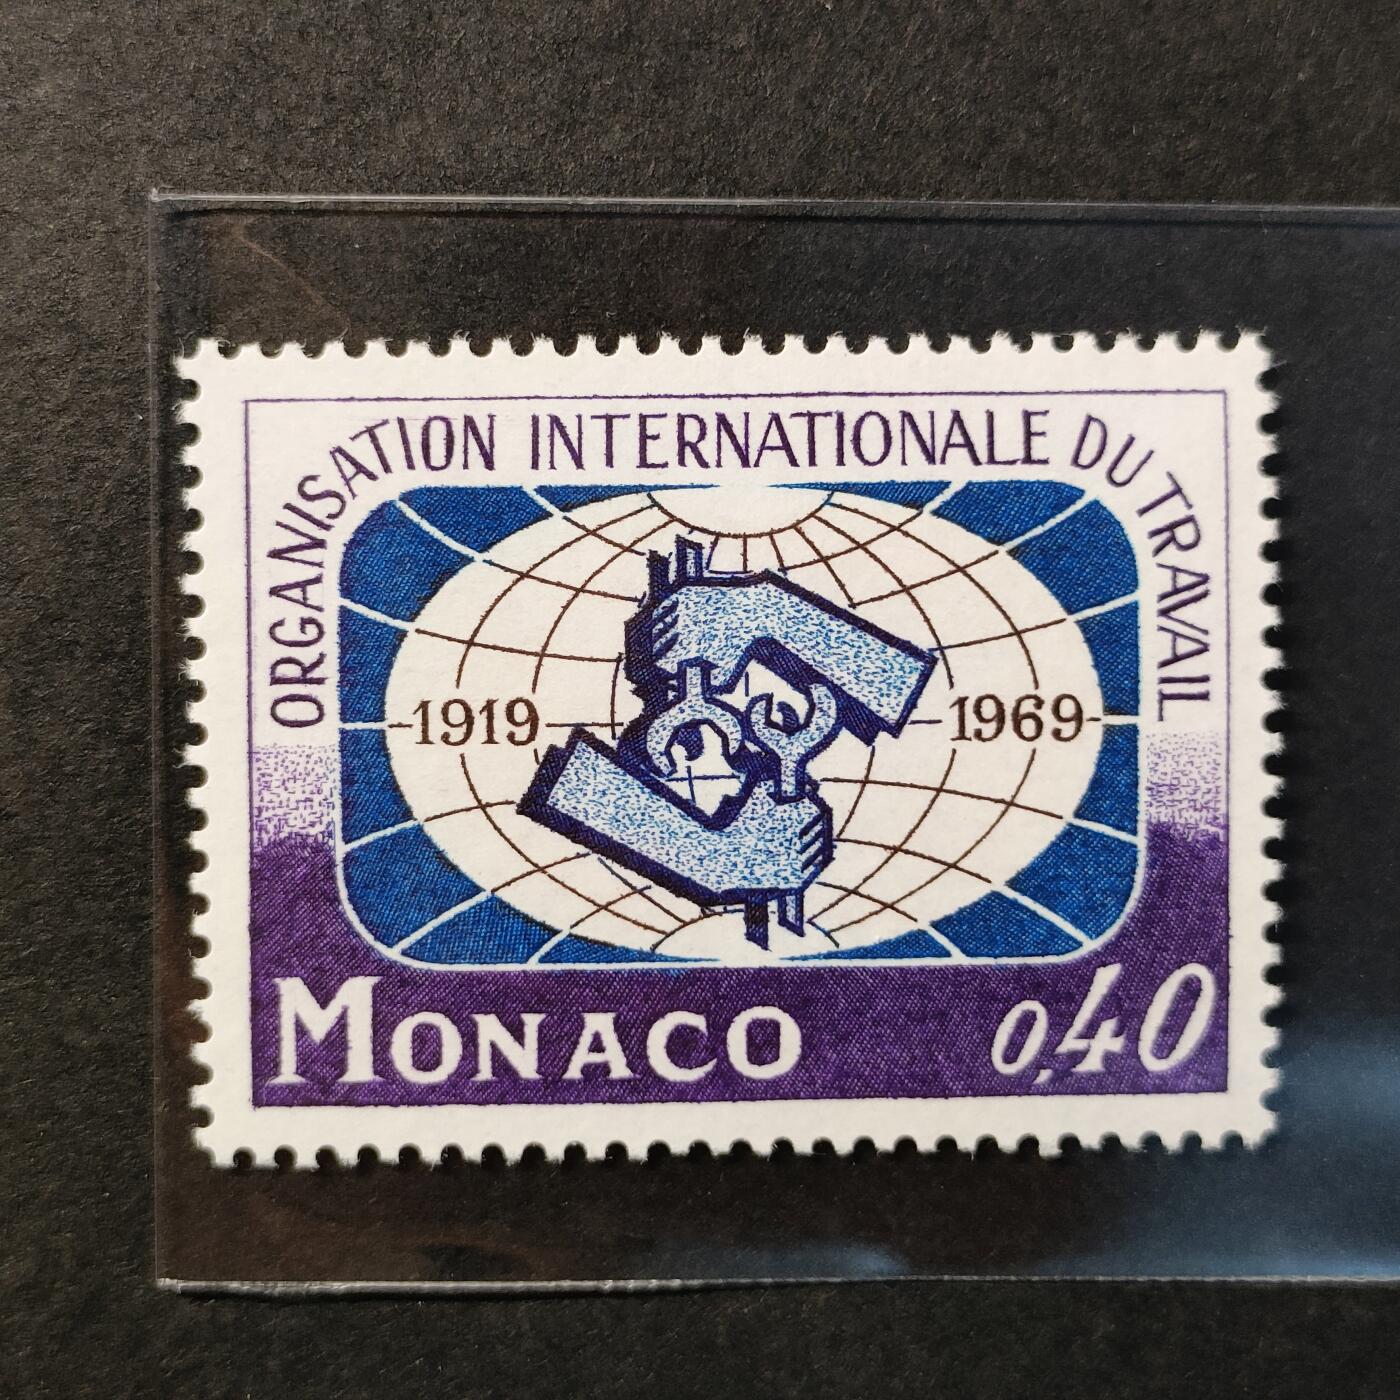 ORGANISATION INTERNATIONALE DU TRAVAIL
1919 1969
MONACO 0,40